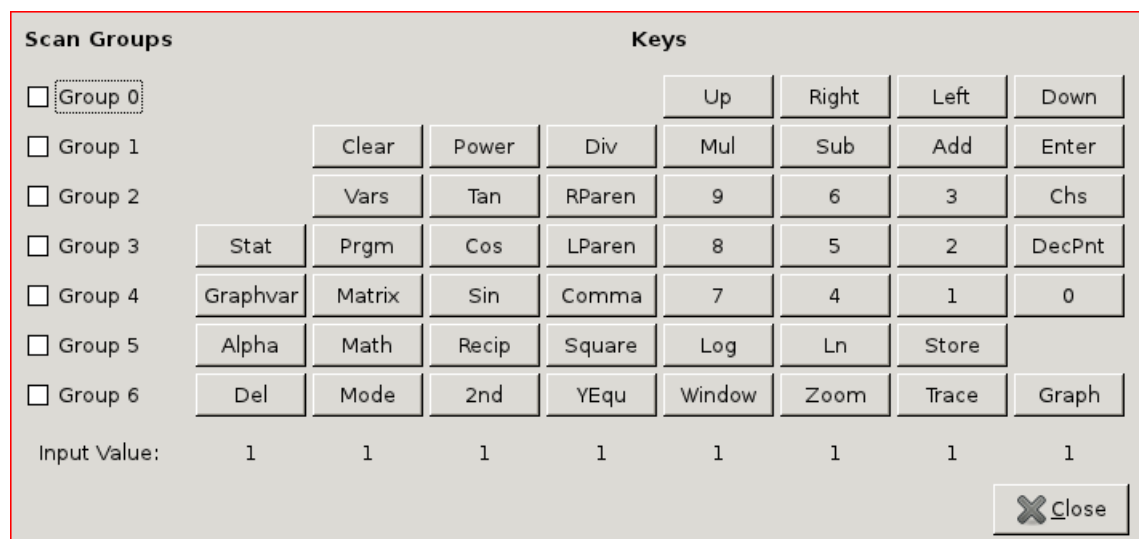 Scan Groups Keys
Group 0 Up Right Left Down
Group 1 Clear Power Div Mul Sub Add Enter
Group 2 Vars Tan RParen 9 6 3 Chs
Group 3 Stat Prgm Cos LParen 8 5 2 DecPnt
Group 4 Graphvar Matrix Sin Comma 7 4 1 0
Group 5 Alpha Math Recip Square Log Ln Store
Group 6 Del Mode 2nd YEqu Window Zoom Trace Graph
Input Value: 1 1 1 1 1 1 1 1
Close